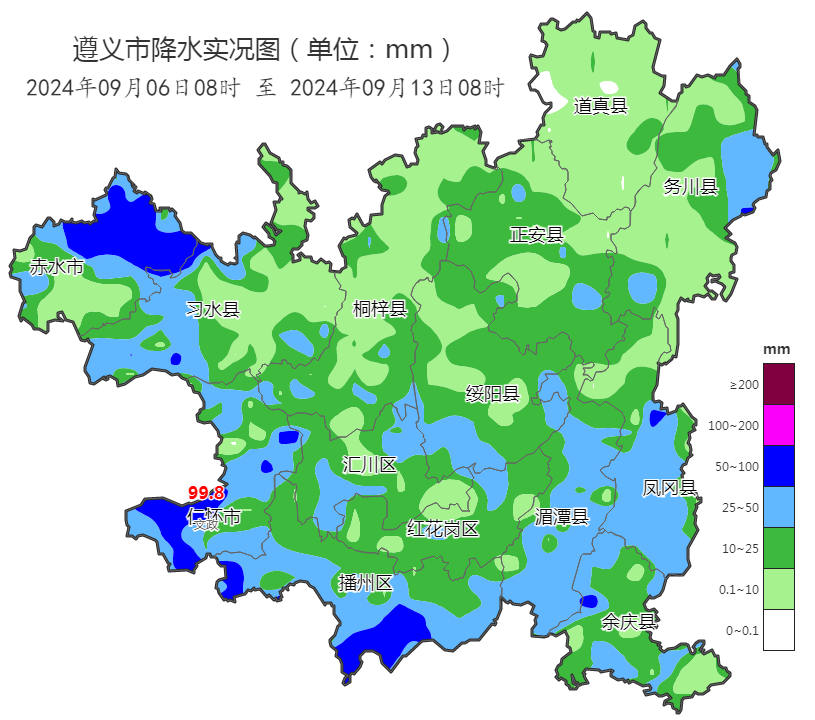 遵义市降水实况图（单位：mm）
2024年09月06日08时 至 2024年09月13日08时
道真县
务川县
正安县
赤水市
习水县
桐梓县
mm
≥200
绥阳县
100~200
汇川区
50~100
99.8
凤冈县
仁怀市
25~50
茂政
红花岗区
湄潭县
10~25
播州区
0.1~10
余庆县
0~0.1